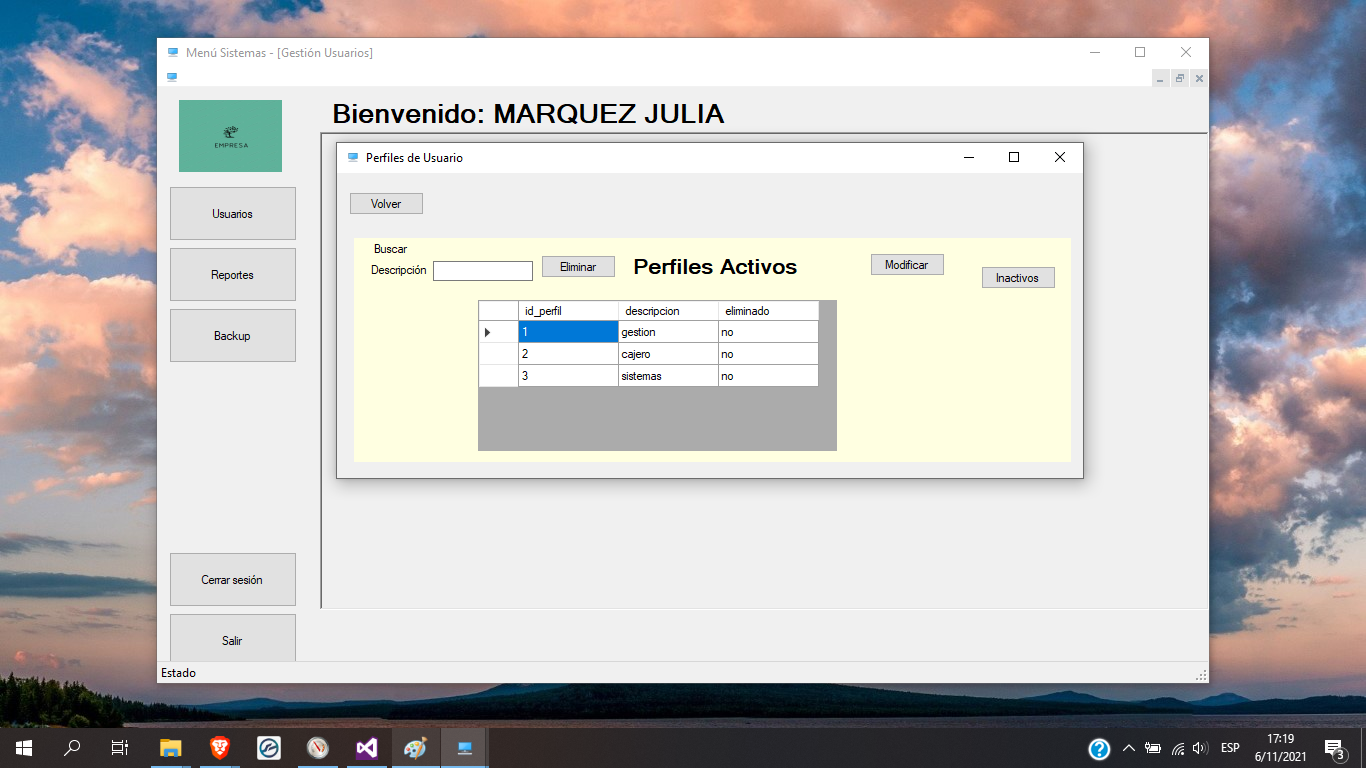 Menú Sistemas - [Gestión Usuarios]
EMPRESA
Bienvenido: MARQUEZ JULIA
Usuarios
Reportes
Backup
Cerrar sesión
Salir
Perfiles de Usuario
Volver
Buscar
Descripción
Eliminar
Perfiles Activos
Modificar
Inactivos
id_perfil descripcion eliminado
1 gestion no
2 cajero no
3 sistemas no
Estado
ESP
17:19
6/11/2021
3